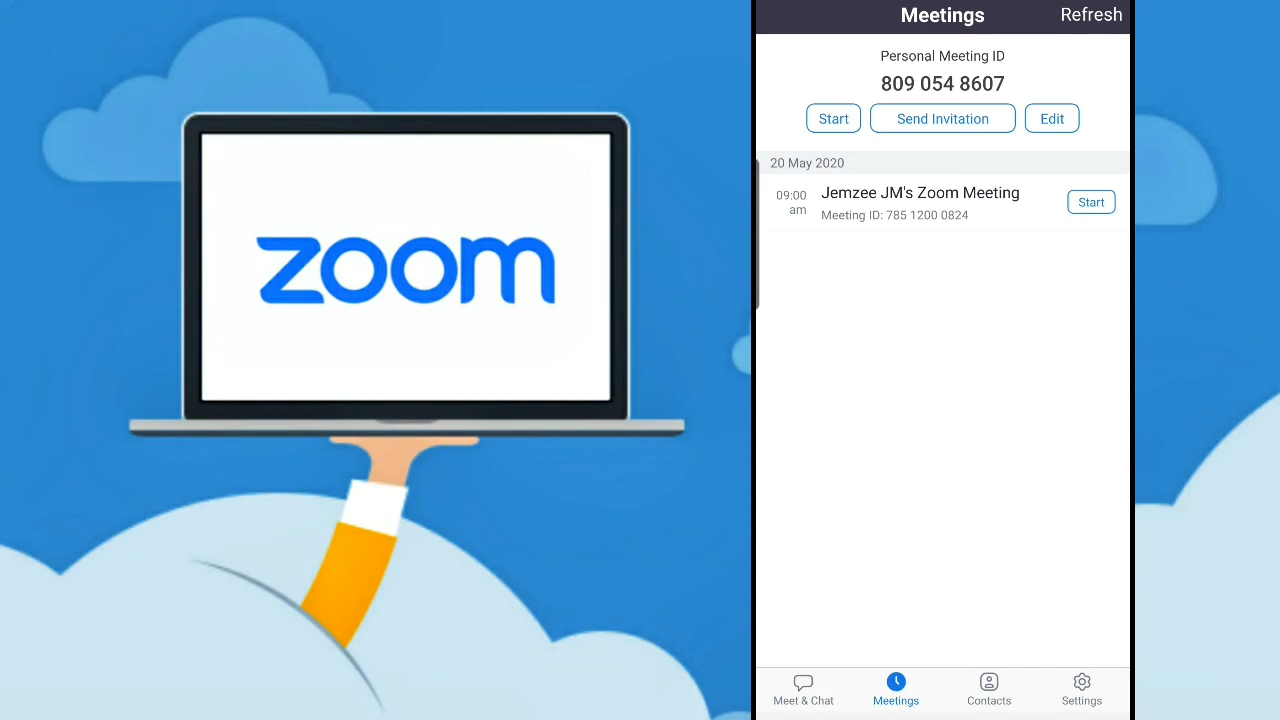 zoom
Meetings
Refresh
Personal Meeting ID
809 054 8607
Start
Send Invitation
Edit
20 May 2020
09:00
am
Jemzee JM's Zoom Meeting
Meeting ID: 785 1200 0824
Start
Meet & Chat
Meetings
Contacts
Settings